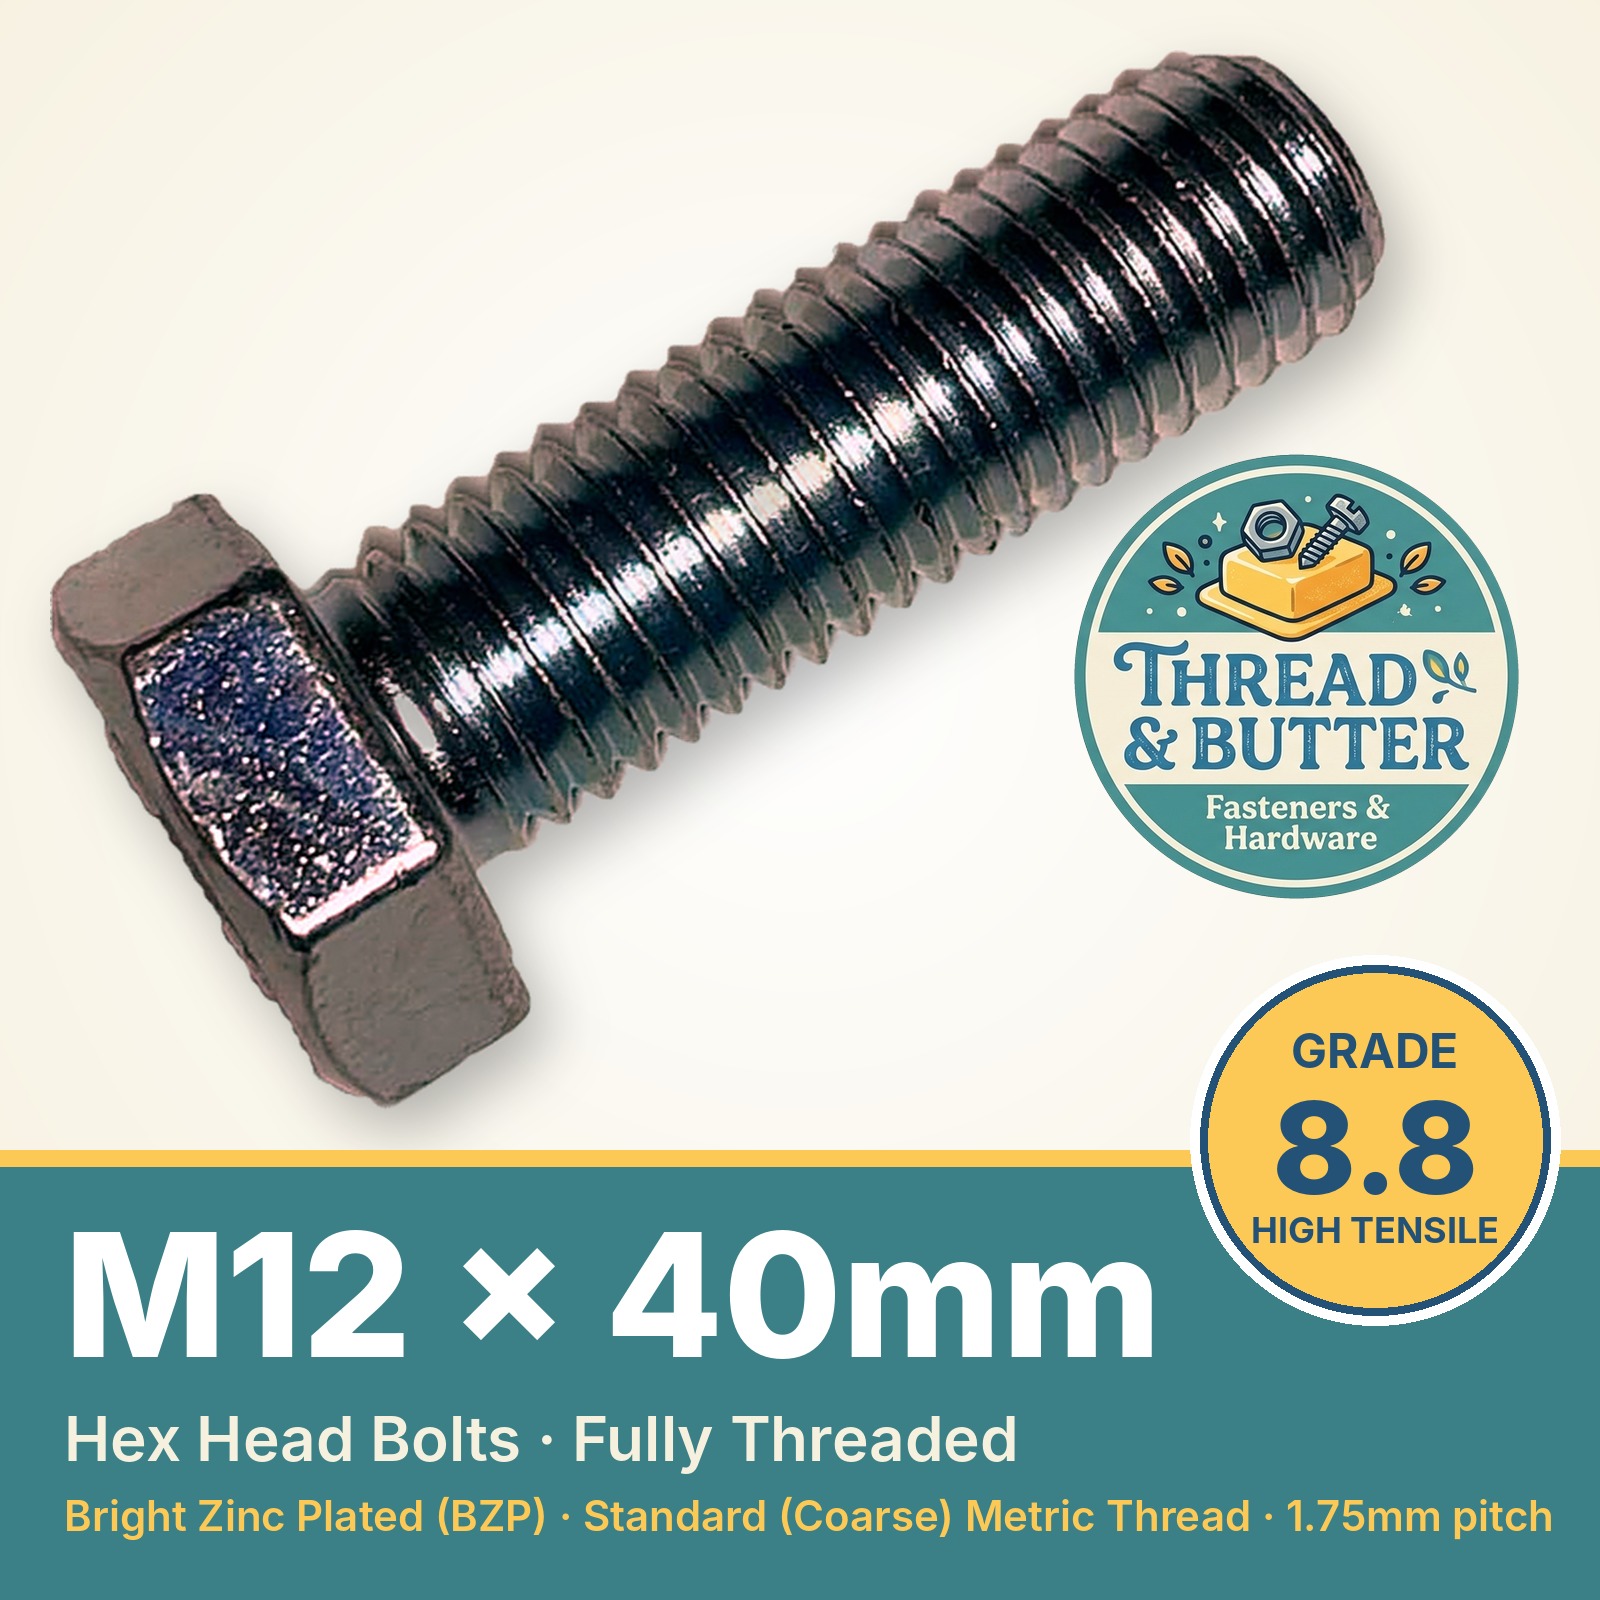 THREAD
& BUTTER
Fasteners &
Hardware
GRADE
8.8
HIGH TENSILE
M12 × 40mm
Hex Head Bolts · Fully Threaded
Bright Zinc Plated (BZP) · Standard (Coarse) Metric Thread · 1.75mm pitch